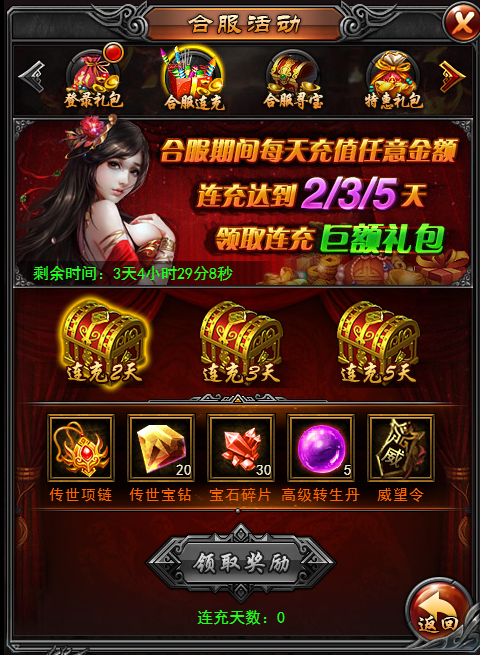 合服活动
登录礼包
合服连充
合服寻宝
特惠礼包
合服期间每天充值任意金额
连充达到2/3/5天
领取连充巨额礼包
剩余时间：3天4小时29分8秒
连充2天
连充3天
连充5天
20
30
5
传世项链
传世宝钻
宝石碎片
高级转生丹
威望令
领取奖励
连充天数：0
返回